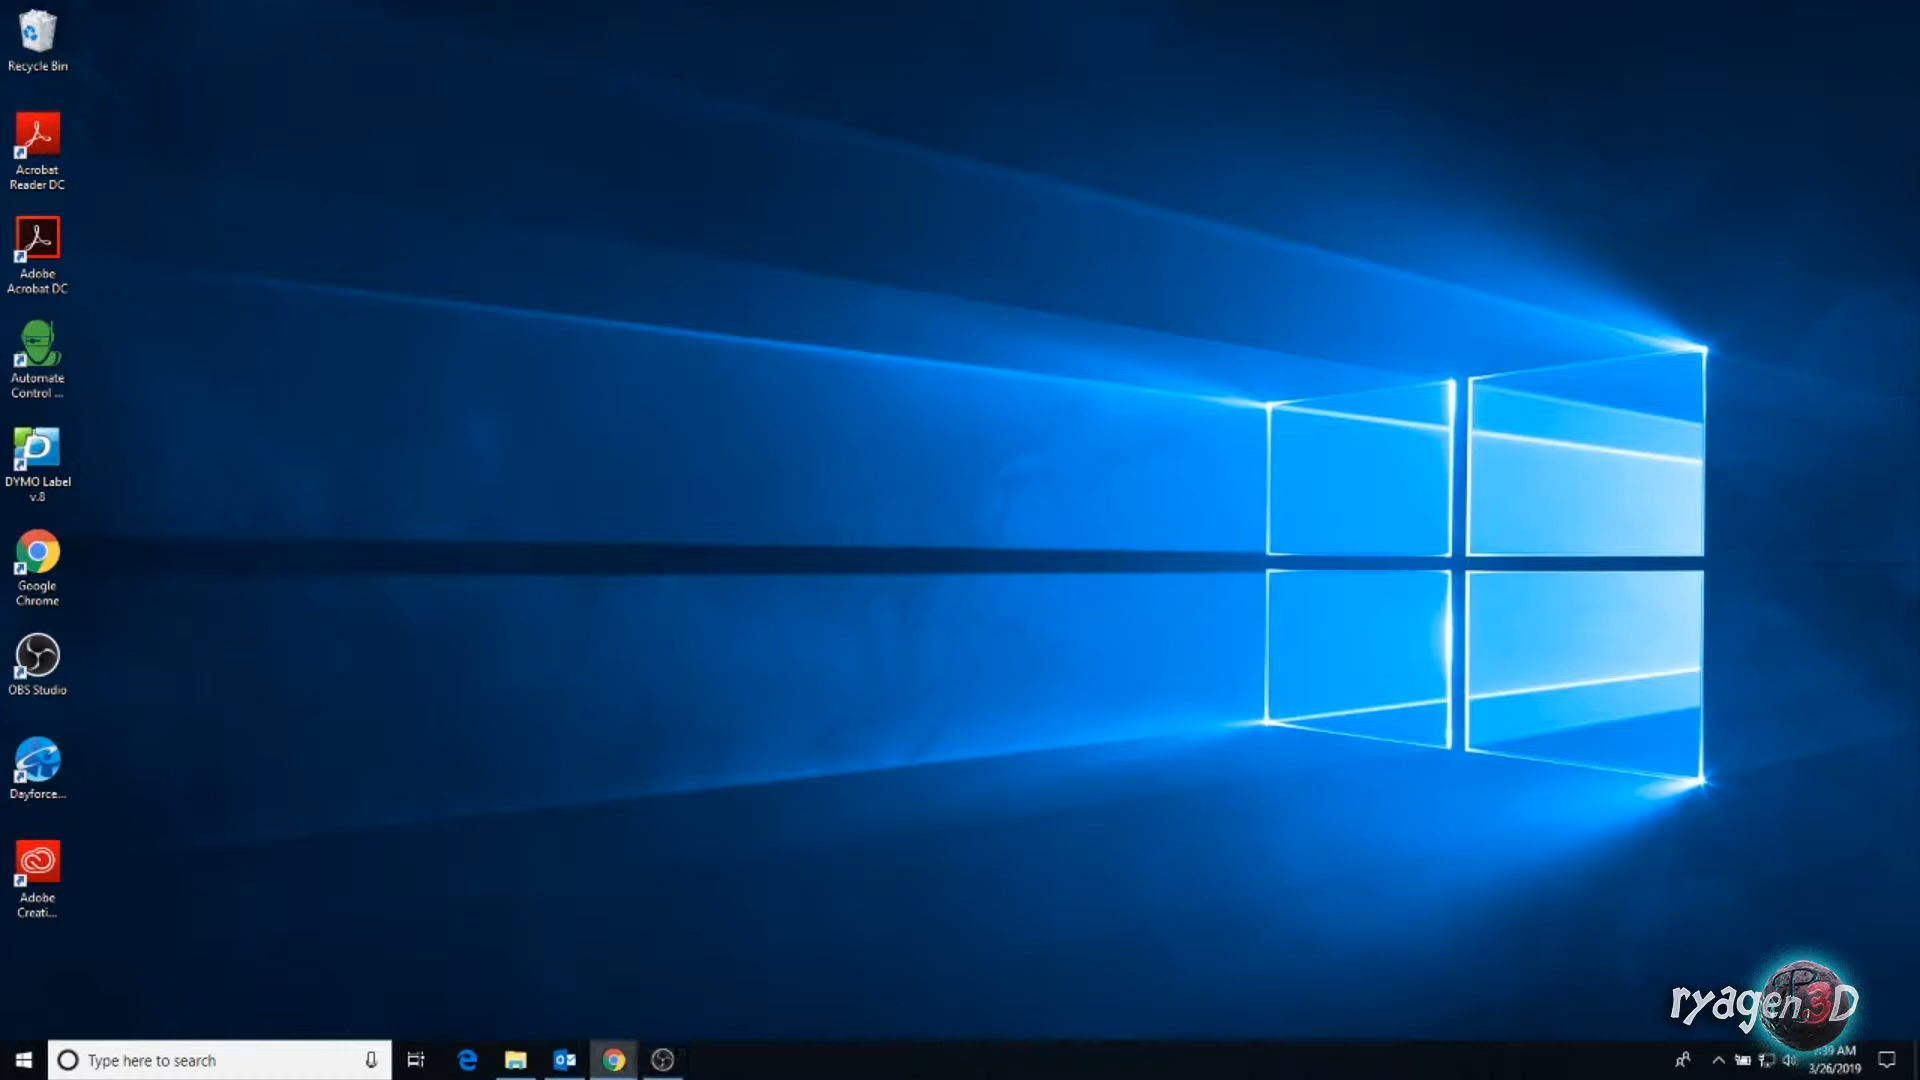 Recycle Bin
Acrobat
Reader DC
Adobe
Acrobat DC
Automate
Control ...
DYMO Label
v.8
Google
Chrome
OBS Studio
Dayforce...
Adobe
Creati...
ryagen3D
Type here to search
AM
3/26/2019